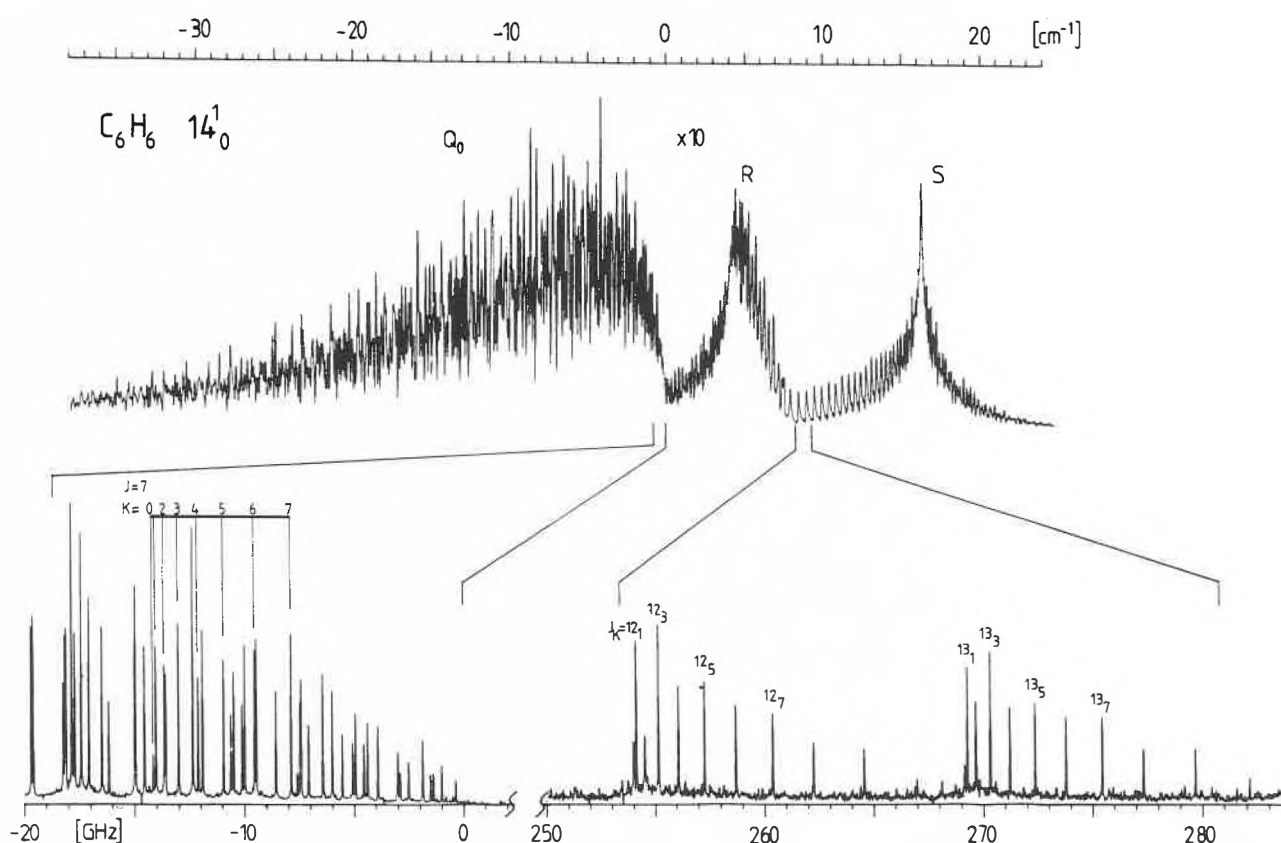 -30 -20 -10 0 10 20 [cm⁻¹]
C₆H₆ 14¹₀ Q₀ x10 R S
J=7
K= 0 2 3 4 5 6 7
Jₖ=12₁ 12₃ 12₅ 12₇ 13₁ 13₃ 13₅ 13₇
-20 [GHz] -10 0 250 260 270 280